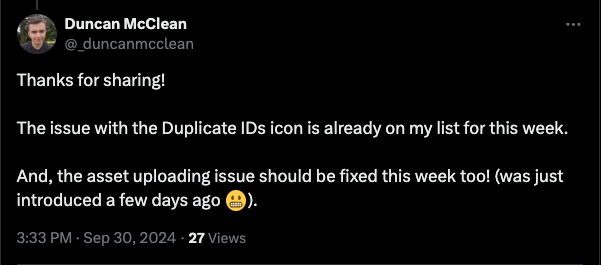 Duncan McClean
@_duncanmcclean
Thanks for sharing!
The issue with the Duplicate IDs icon is already on my list for this week.
And, the asset uploading issue should be fixed this week too! (was just
introduced a few days ago 😬).
3:33 PM · Sep 30, 2024 · 27 Views